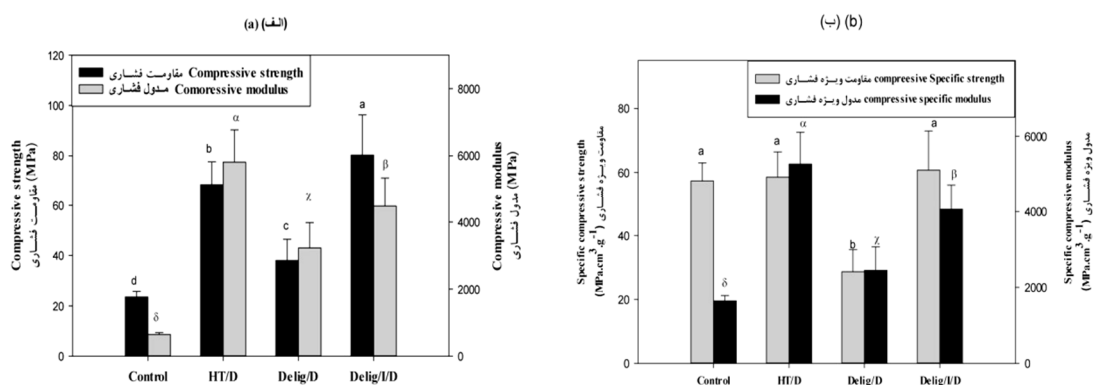 (a) (الف)
120
100
80
60
40
20
0
Compressive strength
مقاومت فشاری (MPa)
مقاومت فشاری Compressive strength
مدول فشاری Comoressive modulus
d
δ
b
α
c
χ
a
β
Control
HT/D
Delig/D
Delig/I/D
8000
6000
4000
2000
0
Compressive modulus
مدول فشاری (MPa)
(ب) (b)
80
60
40
20
0
Specific compressive strength
مقاومت ویژه فشاری (MPa.cm³.g⁻¹)
مقاومت ویژه فشاری compreesive Specific strength
مدول ویژه فشاری compressive specific modulus
a
δ
a
α
b
χ
a
β
Control
HT/D
Delig/D
Delig/I/D
6000
4000
2000
0
Specific compressive modulus
مدول ویژه فشاری (MPa.cm³.g⁻¹)